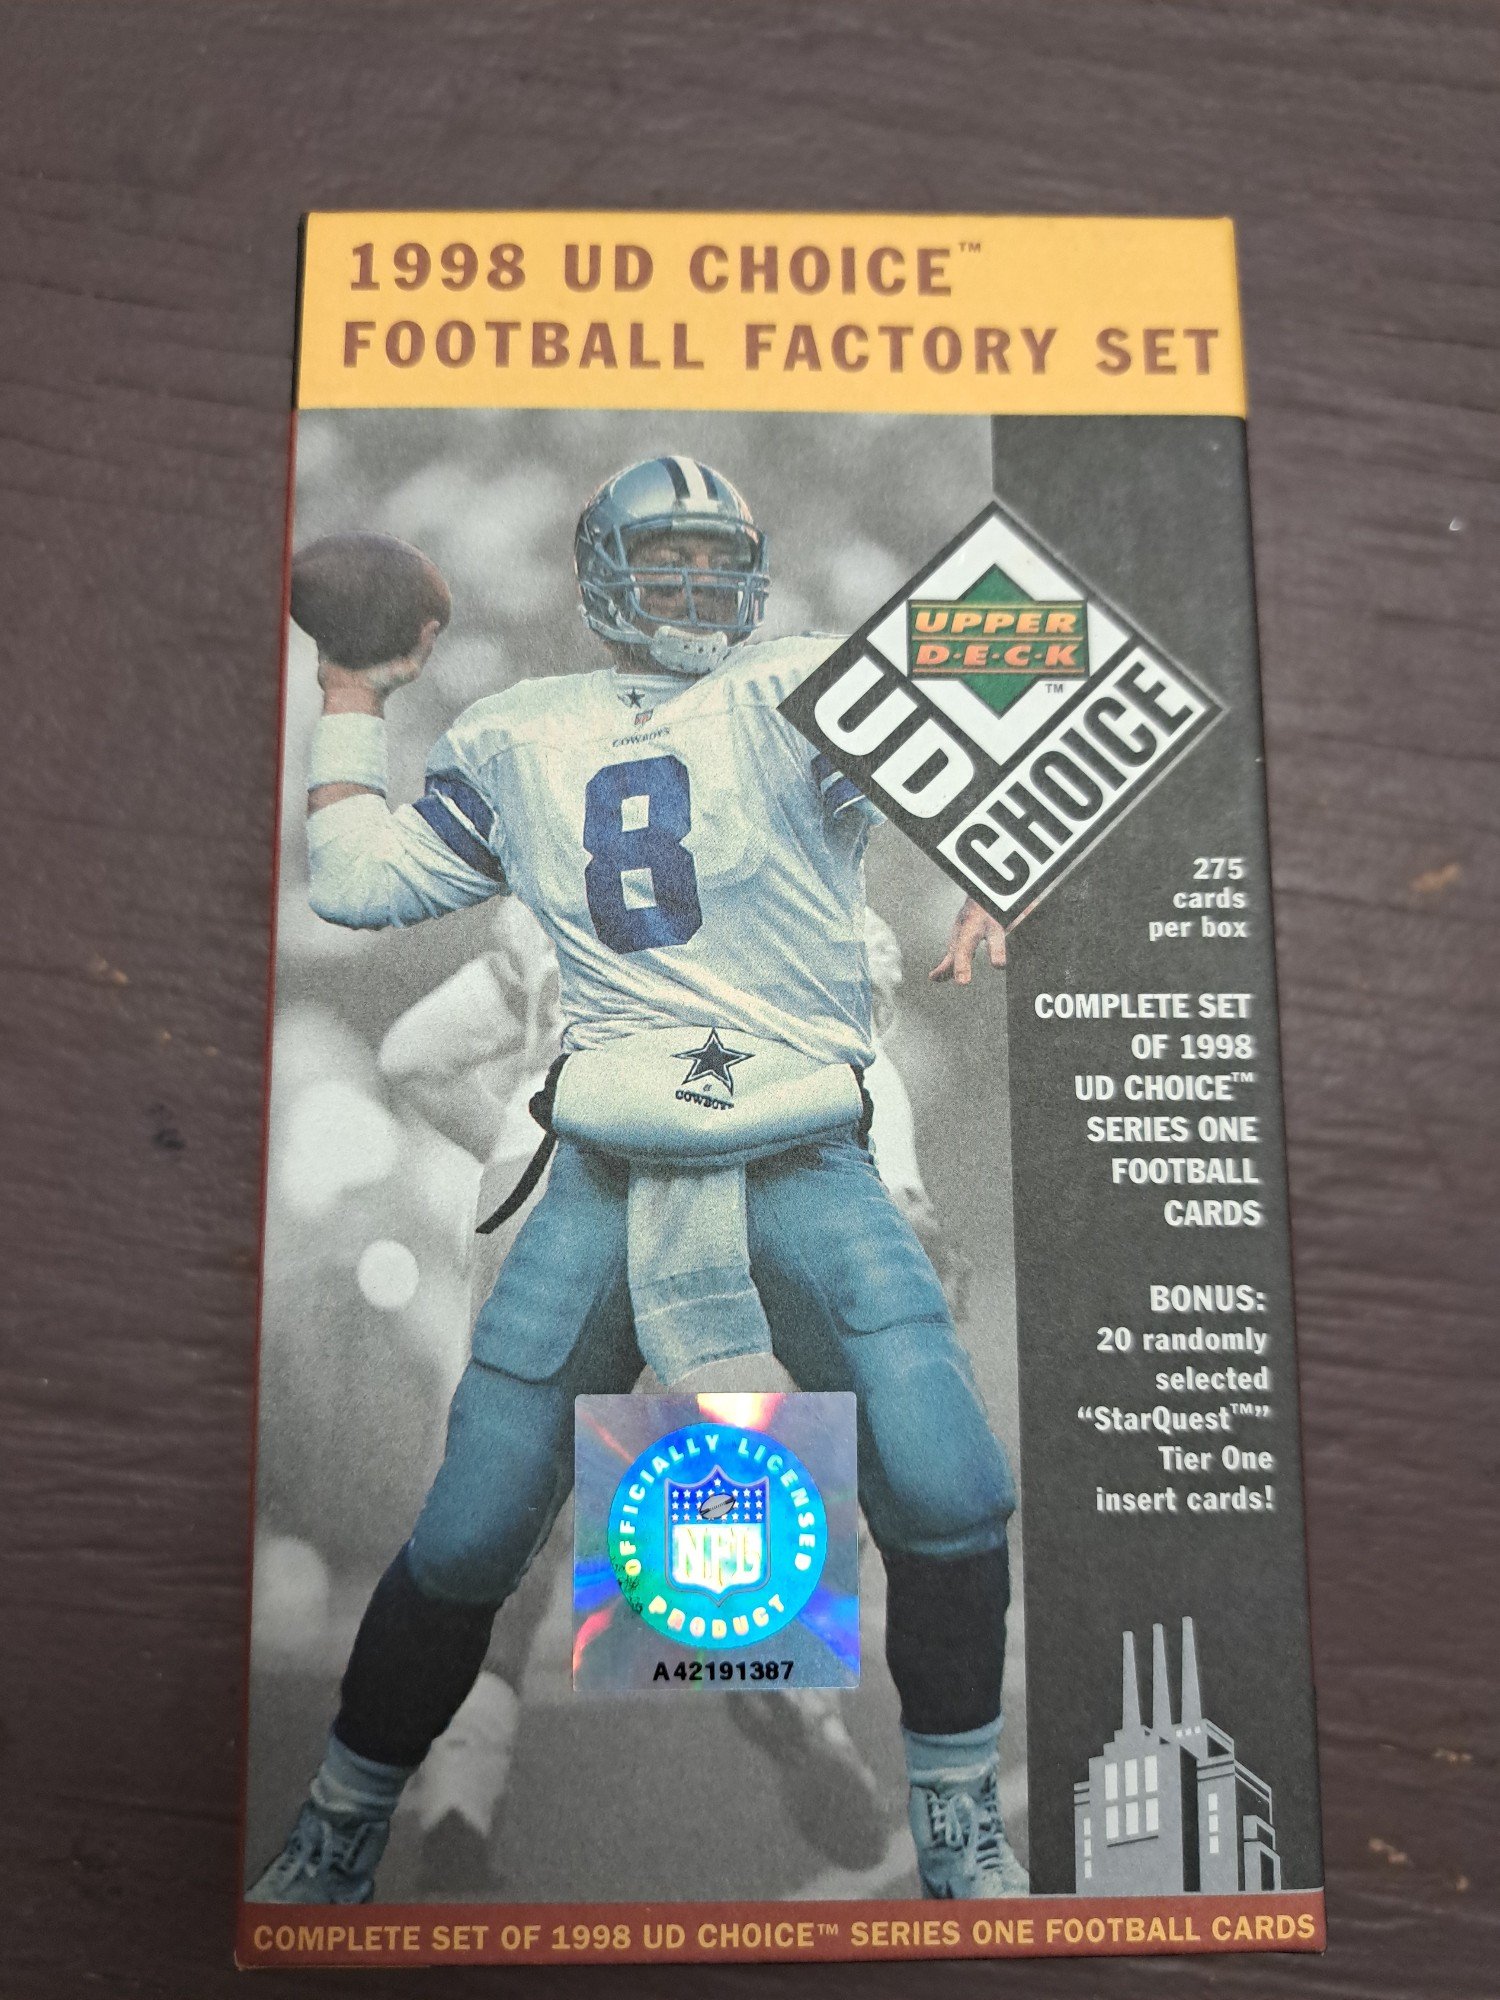 1998 UD CHOICE™
FOOTBALL FACTORY SET
UPPER
D·E·C·K
™
UD
CHOICE
COWBOYS
8
COWBOYS
275
cards
per box
COMPLETE SET
OF 1998
UD CHOICE™
SERIES ONE
FOOTBALL
CARDS
BONUS:
20 randomly
selected
“StarQuest™”
Tier One
insert cards!
OFFICIALLY LICENSED
NFL
PRODUCT
A42191387
COMPLETE SET OF 1998 UD CHOICE™ SERIES ONE FOOTBALL CARDS